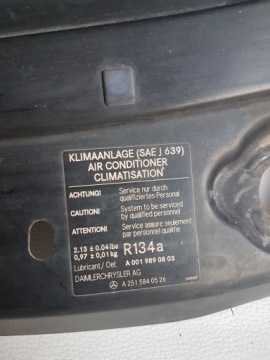 KLIMAANLAGE (SAE J 639)
AIR CONDITIONER
CLIMATISATION
ACHTUNG: Service nur durch
qualifiziertes Personal
CAUTION: System to be serviced
by qualified personnel
ATTENTION: Service assurée seulement
par personnel qualifie
2.13 ± 0.04 lbs
0,97 ± 0,01 kg R134a
Lubricant/ Oel: A 001 989 08 03
DAIMLERCHRYSLER AG
A 251 584 05 26